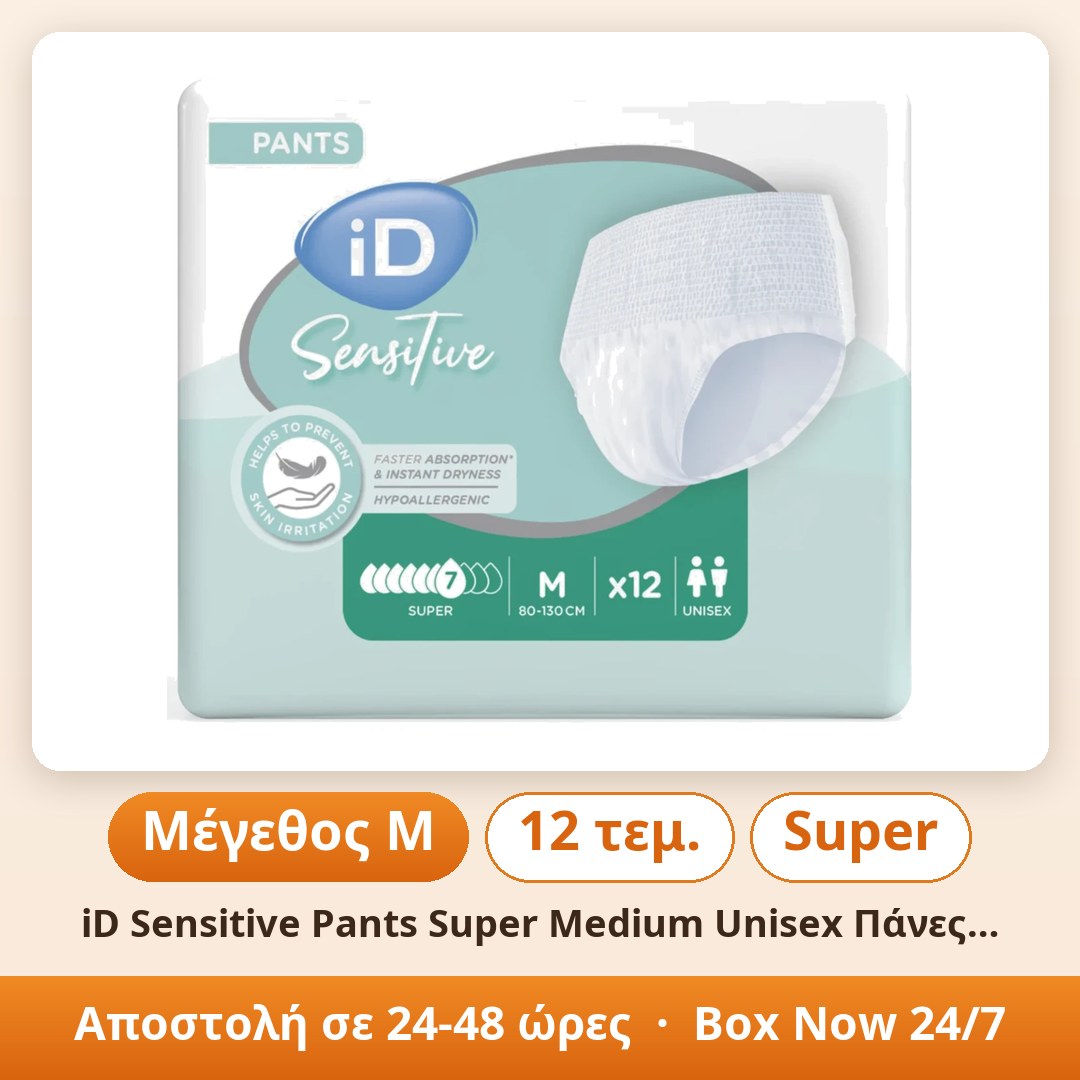 PANTS
iD
Sensitive
HELPS TO PREVENT
SKIN IRRITATION
FASTER ABSORPTION*
& INSTANT DRYNESS
HYPOALLERGENIC
7
SUPER
M
80-130 CM
x12
UNISEX
Μέγεθος M
12 τεμ.
Super
iD Sensitive Pants Super Medium Unisex Πάνες...
Αποστολή σε 24-48 ώρες · Box Now 24/7